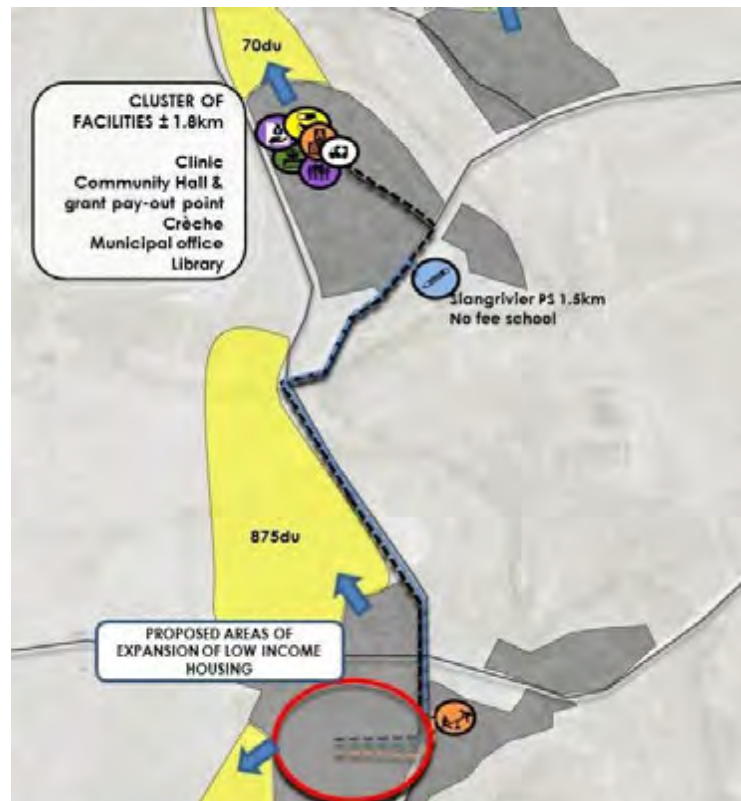 70du
CLUSTER OF
FACILITIES ± 1.8km
Clinic
Community Hall &
grant pay-out point
Crèche
Municipal office
Library
Slangrivier PS 1.5km
No fee school
875du
PROPOSED AREAS OF
EXPANSION OF LOW INCOME
HOUSING